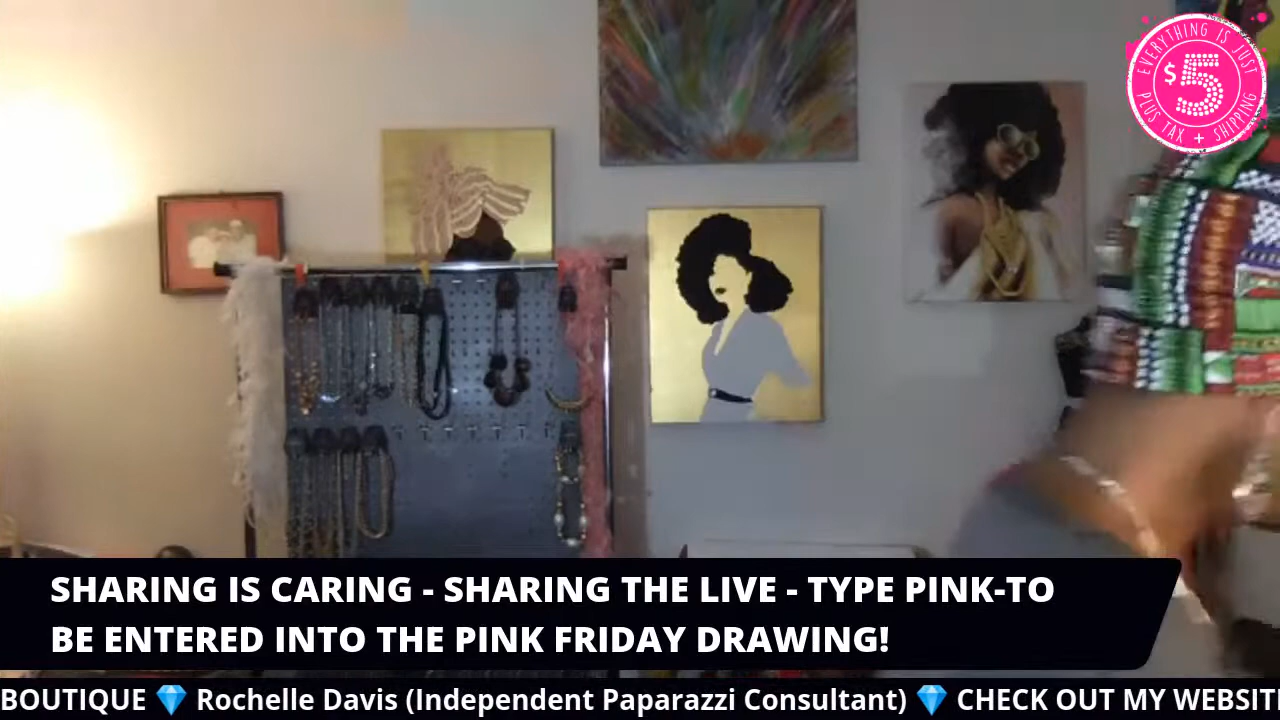 EVERYTHING IS JUST
$5
PLUS TAX + SHIPPING
SHARING IS CARING - SHARING THE LIVE - TYPE PINK-TO
BE ENTERED INTO THE PINK FRIDAY DRAWING!
BOUTIQUE 💎 Rochelle Davis (Independent Paparazzi Consultant) 💎 CHECK OUT MY WEBSITE